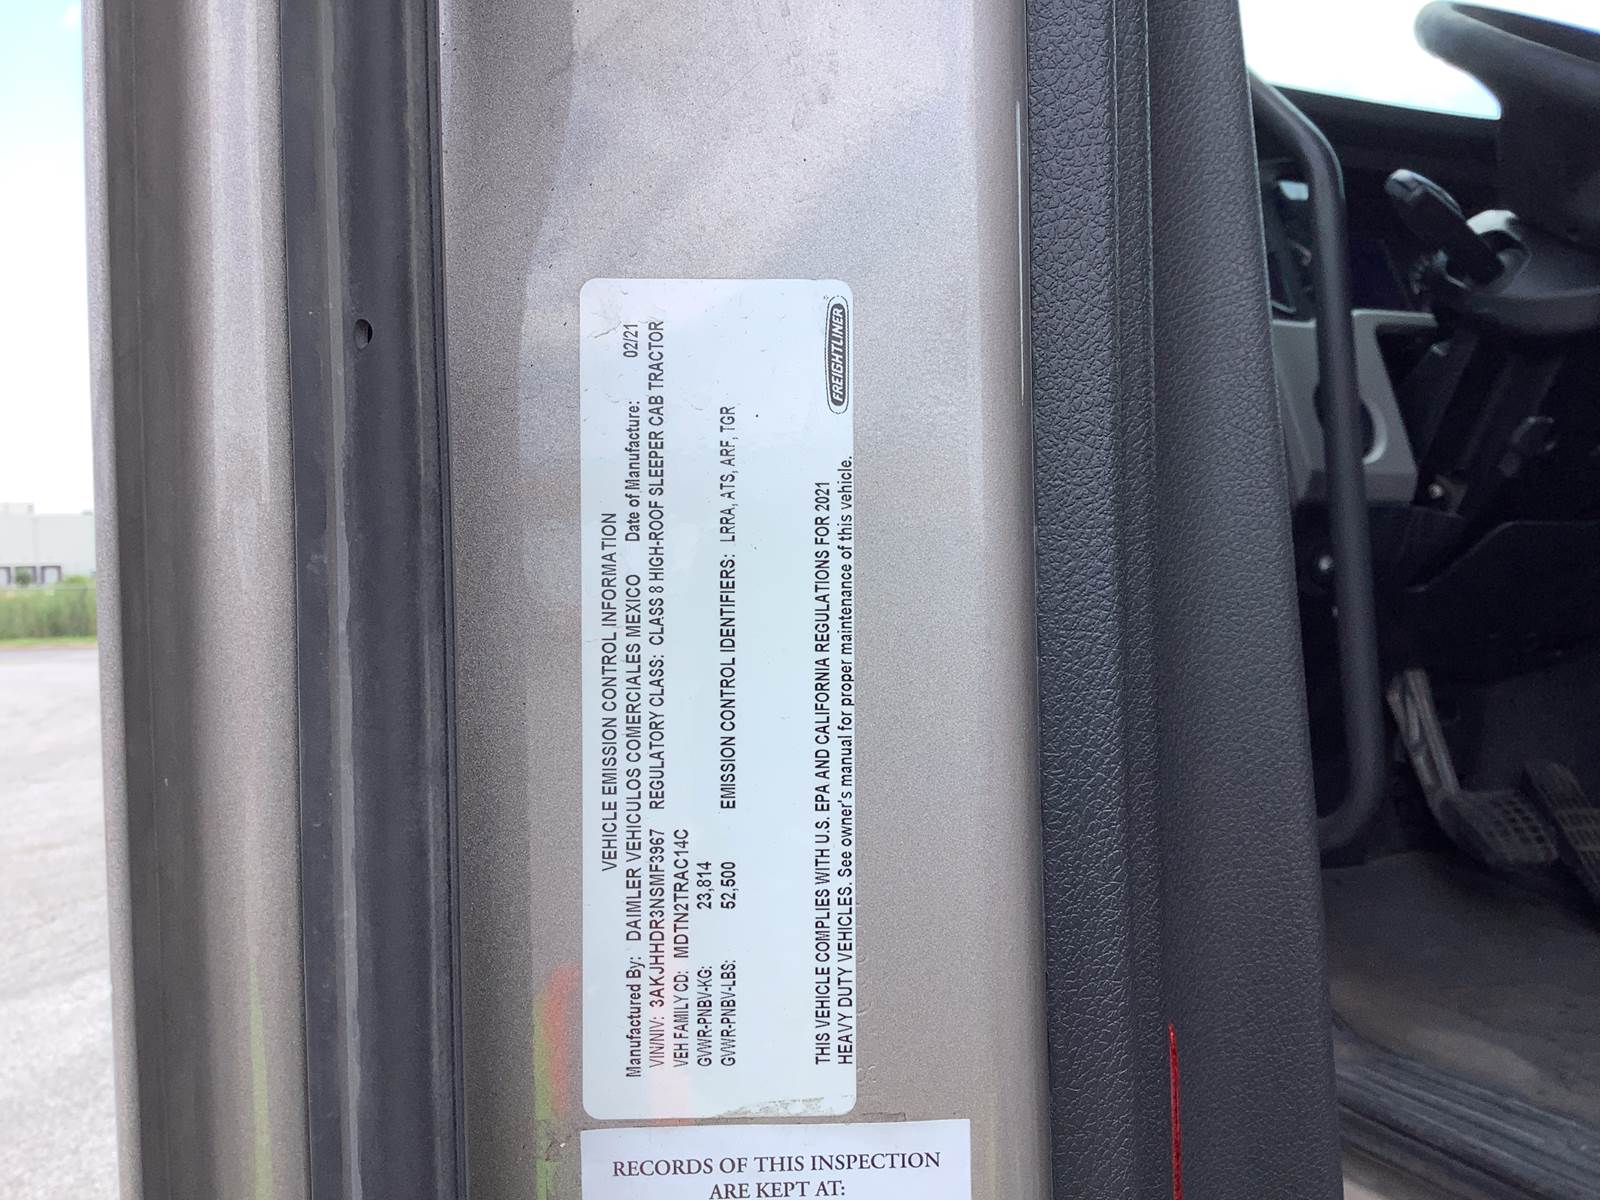 VEHICLE EMISSION CONTROL INFORMATION
Manufactured By: DAIMLER VEHICULOS COMERCIALES MEXICO Date of Manufacture: 02/21
VIN/NIV: 3AKJHHDR3NSMF3967 REGULATORY CLASS: CLASS 8 HIGH-ROOF SLEEPER CAB TRACTOR
VEH FAMILY CD: MDTN2TRAC14C
GVWR-PNBV-KG: 23,814
GVWR-PNBV-LBS: 52,500 EMISSION CONTROL IDENTIFIERS: LRRA, ATS, ARF, TGR
THIS VEHICLE COMPLIES WITH U.S. EPA AND CALIFORNIA REGULATIONS FOR 2021
HEAVY DUTY VEHICLES. See owner's manual for proper maintenance of this vehicle.
FREIGHTLINER
RECORDS OF THIS INSPECTION
ARE KEPT AT: